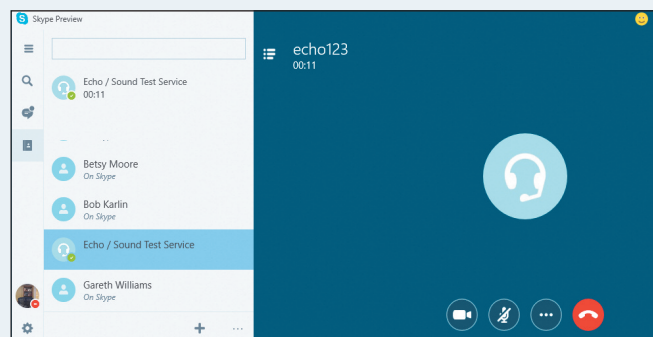 Skype Preview
echo123
00:11
Echo / Sound Test Service
00:11
Betsy Moore
On Skype
Bob Karlin
On Skype
Echo / Sound Test Service
Gareth Williams
On Skype